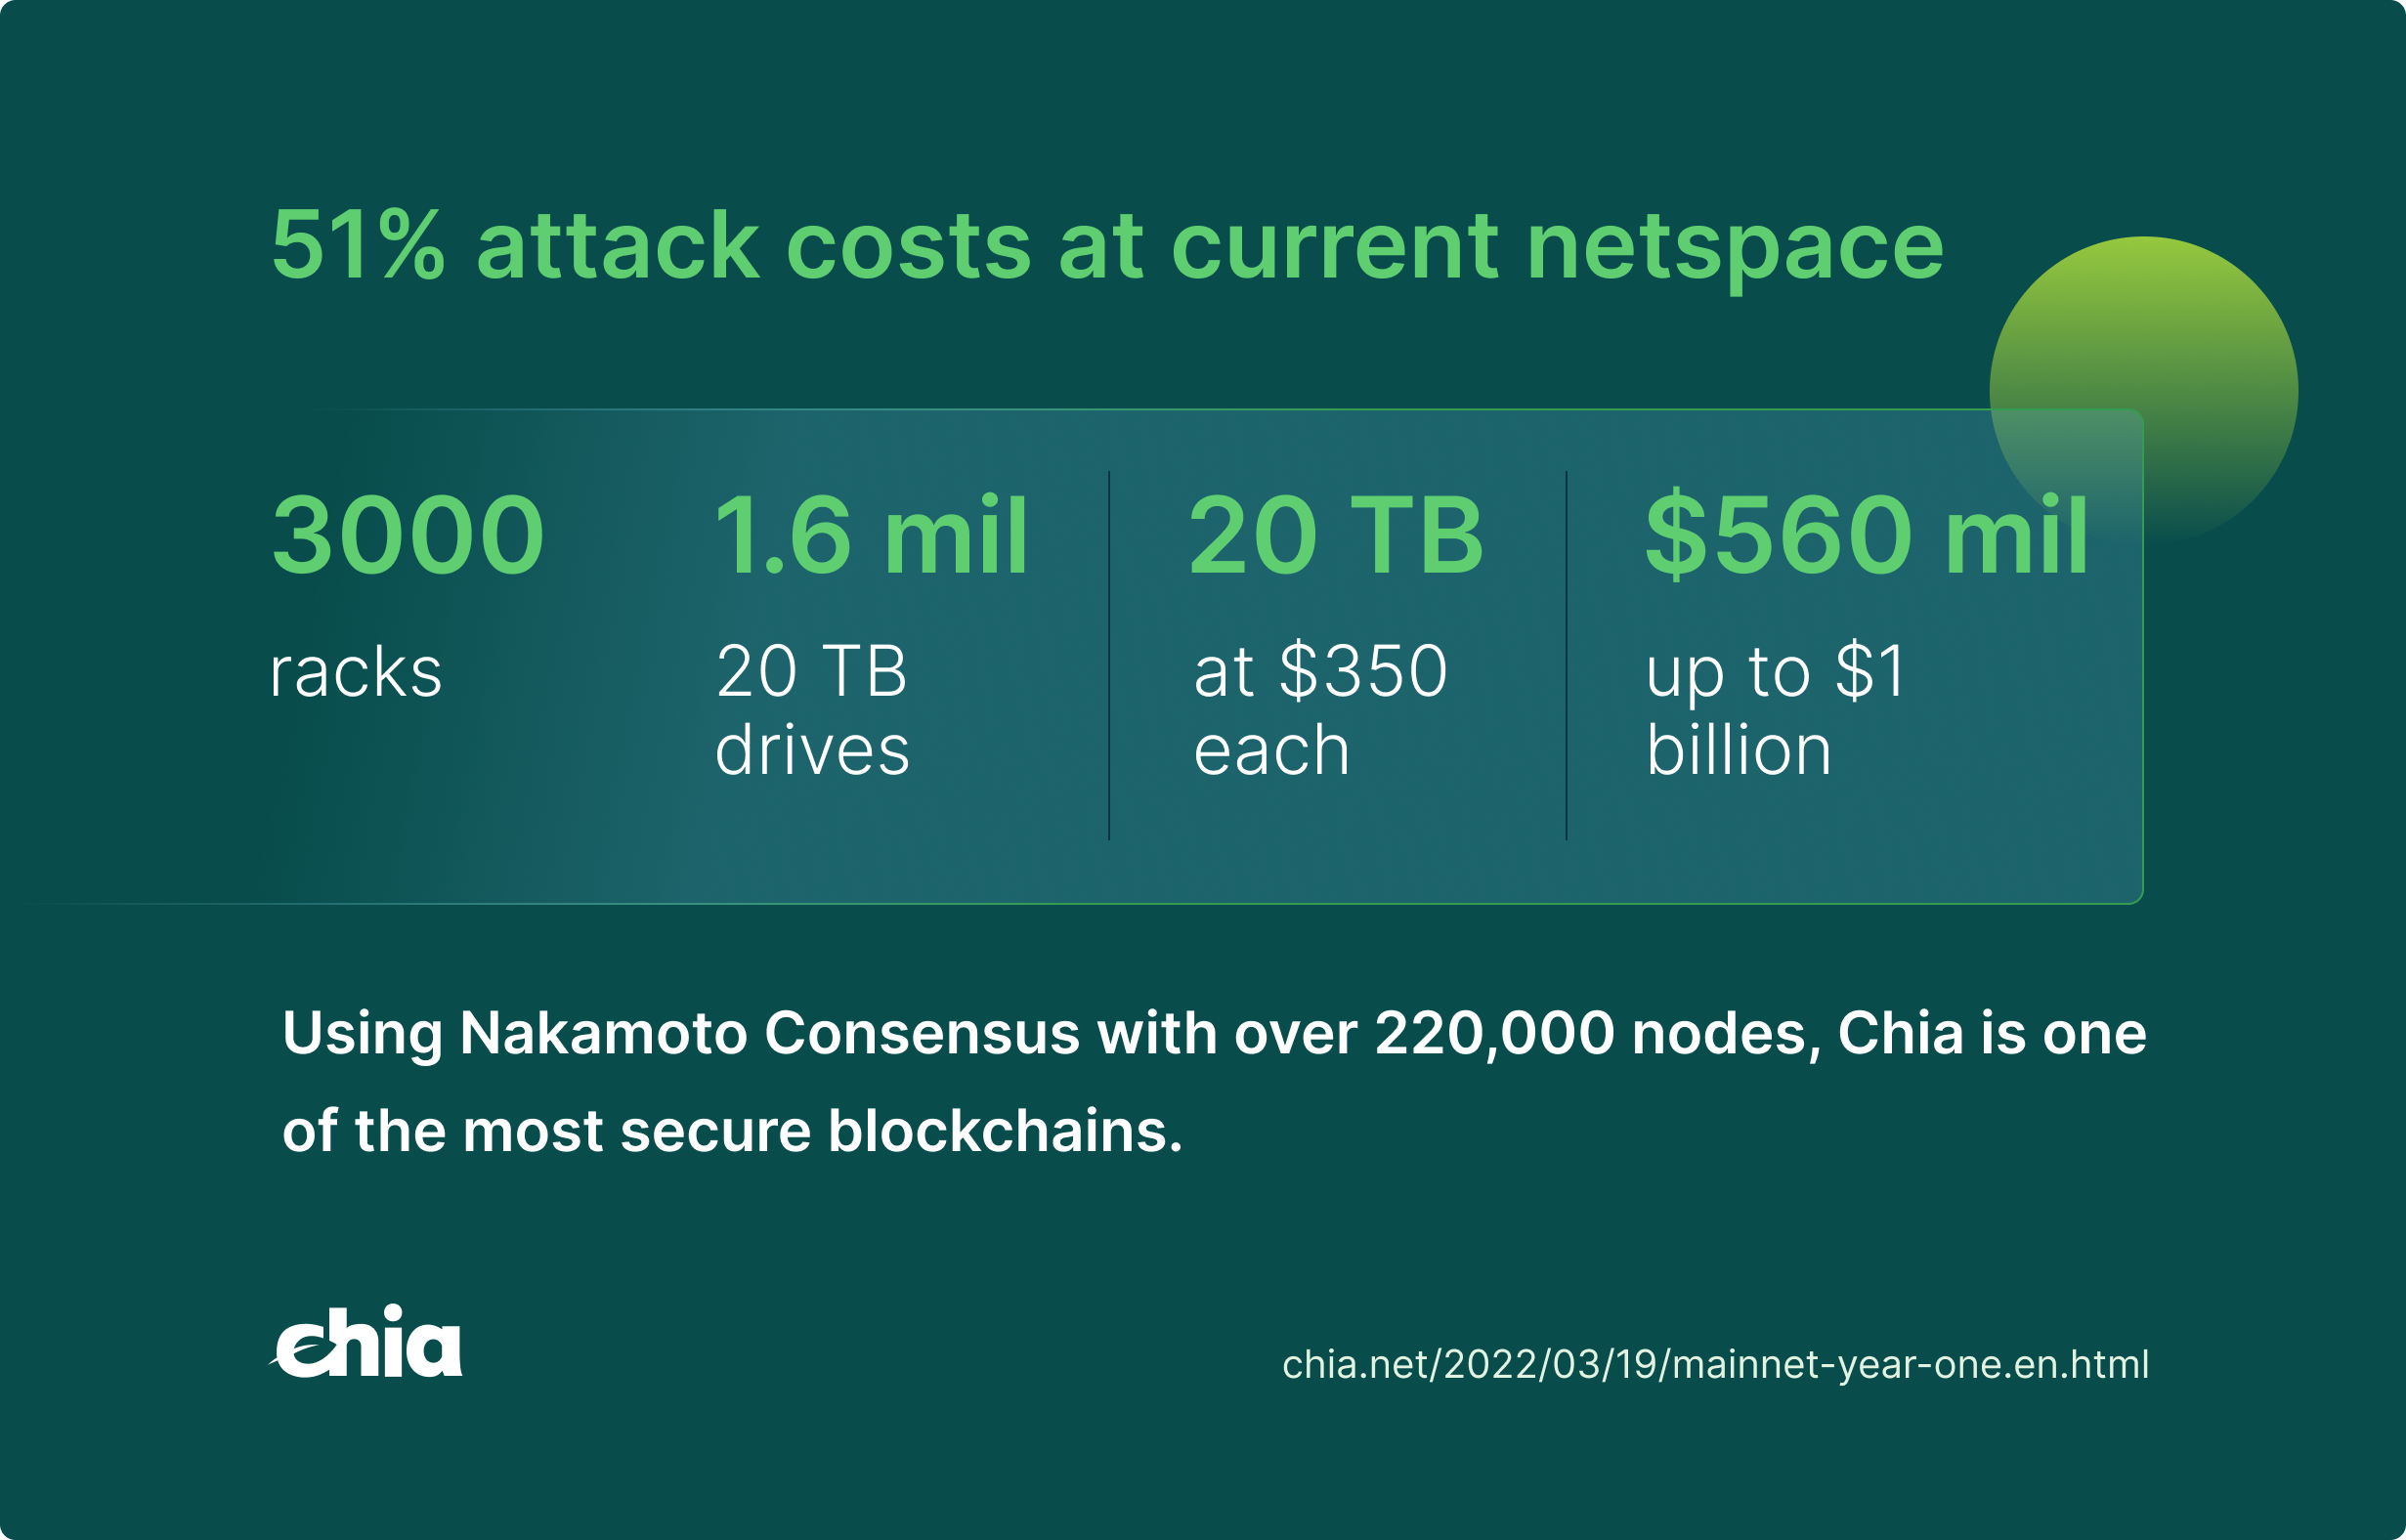 51% attack costs at current netspace
3000
racks
1.6 mil
20 TB
drives
20 TB
at $350
each
$560 mil
up to $1
billion
Using Nakamoto Consensus with over 220,000 nodes, Chia is one
of the most secure blockchains.
chia
chia.net/2022/03/19/mainnet-year-one.en.html